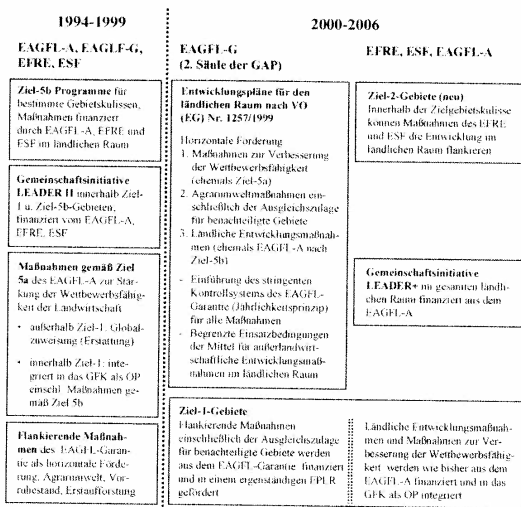 1994-1999
EAGFL-A, EAGLF-G,
EFRE, ESF
Ziel-5b Programme für
bestimmte Gebietskulissen,
Maßnahmen finanziert
durch EAGFL-A, EFRE und
ESF im ländlichen Raum
Gemeinschaftsinitiative
LEADER II innerhalb Ziel-
1 u. Ziel-5b-Gebieten,
finanziert vom EAGFL-A,
EFRE, ESF
Maßnahmen gemäß Ziel
5a des EAGFL-A zur Stär-
kung der Wettbewerbsfähig-
keit der Landwirtschaft
• außerhalb Ziel-1: Global-
zuweisung (Erstattung)
• innerhalb Ziel-1: inte-
griert in das GFK als OP
einschl. Maßnahmen ge-
mäß Ziel 5b
Flankierende Maßnah-
men des EAGFL-Garan-
tie als horizontale Förde-
rung, Agrarumwelt, Vor-
ruhestand, Erstaufforstung
2000-2006
EAGFL-G
(2. Säule der GAP)
Entwicklungspläne für den
ländlichen Raum nach VO
(EG) Nr. 1257/1999
Horizontale Förderung
1. Maßnahmen zur Verbesserung
der Wettbewerbsfähigkeit
(ehemals Ziel-5a)
2. Agrarumweltmaßnahmen ein-
schließlich der Ausgleichszulage
für benachteiligte Gebiete
3. Ländliche Entwicklungsmaßnah-
men (ehemals EAGFL-A nach
Ziel-5b)
- Einführung des stringenten
Kontrollsystems des EAGFL-
Garantie (Jährlichkeitsprinzip)
für alle Maßnahmen
- Begrenzte Einsatzbedingungen
der Mittel für außerlandwirt-
schaftliche Entwicklungsmaß-
nahmen im ländlichen Raum
EFRE, ESF, EAGFL-A
Ziel-2-Gebiete (neu)
Innerhalb der Zielgebietskulisse
können Maßnahmen des EFRE
und ESF die Entwicklung im
ländlichen Raum flankieren
Gemeinschaftsinitiative
LEADER+ im gesamten ländli-
chen Raum finanziert aus dem
EAGFL-A
Ziel-1-Gebiete
Flankierende Maßnahmen
einschließlich der Ausgleichszulage
für benachteiligte Gebiete werden
aus dem EAGFL-Garantie finanziert
und in einem eigenständigen EPLR
gefördert
Ländliche Entwicklungsmaßnah-
men und Maßnahmen zur Ver-
besserung der Wettbewerbsfähig-
keit werden wie bisher aus dem
EAGFL-A finanziert und in das
GFK als OP integriert